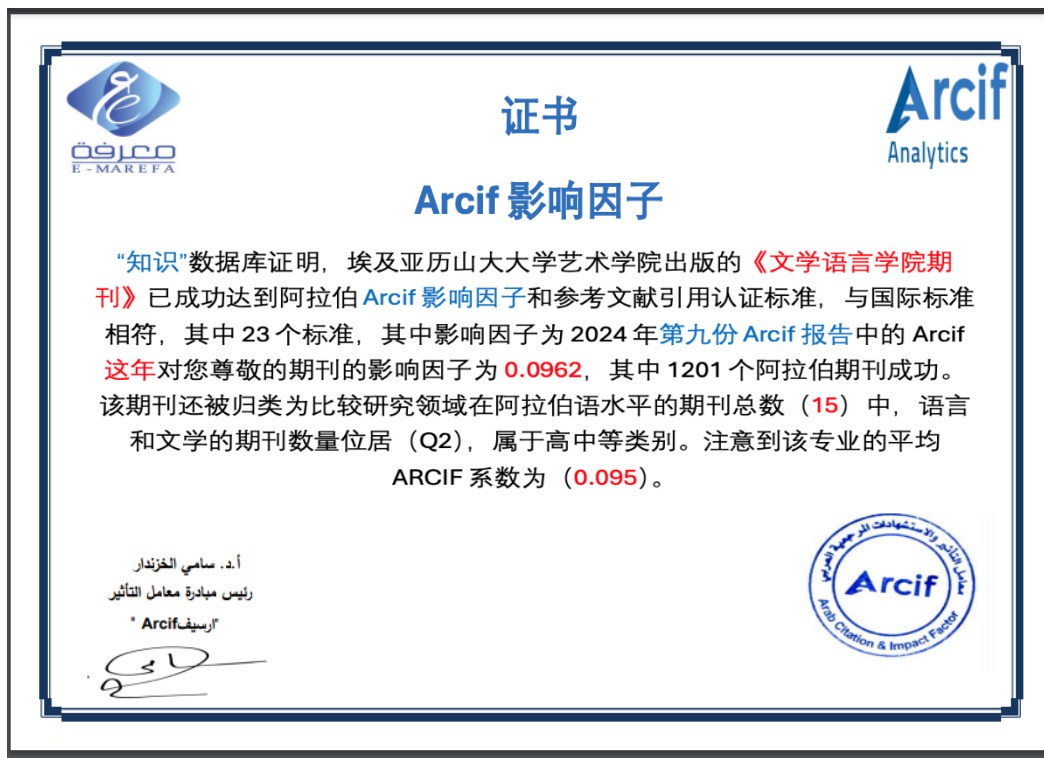 معرفة
E-MAREFA
Arcif
Analytics
证书
Arcif 影响因子
“知识”数据库证明，埃及亚历山大大学艺术学院出版的《文学语言学院期
刊》已成功达到阿拉伯 Arcif 影响因子和参考文献引用认证标准，与国际标准
相符，其中 23 个标准，其中影响因子为 2024 年第九份 Arcif 报告中的 Arcif
这年对您尊敬的期刊的影响因子为 0.0962，其中 1201 个阿拉伯期刊成功。
该期刊还被归类为比较研究领域在阿拉伯语水平的期刊总数（15）中，语言
和文学的期刊数量位居（Q2），属于高中等类别。注意到该专业的平均
ARCIF 系数为（0.095）。
أ.د. سامي الخزندار
رئيس مبادرة معامل التأثير
"ارسيفArcif "
معامل التأثير والاستشهادات المرجعية العربي
Arcif
Arab Citation & Impact Factor